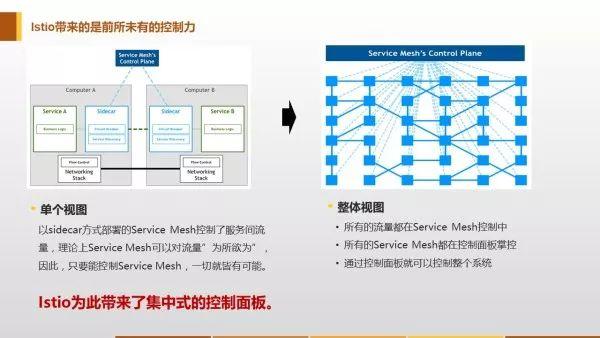 Istio带来的是前所未有的控制力
Service Mesh's
Control Plane
Computer A
Computer B
Service A
Sidecar
Sidecar
Service B
Business Logic
Circuit Breaker
Circuit Breaker
Business Logic
Service Discovery
Service Discovery
Flow Control
Flow Control
Networking
Stack
Networking
Stack
Service Mesh's Control Plane
单个视图
以sidecar方式部署的Service Mesh控制了服务间流
量，理论上Service Mesh可以对流量"为所欲为"，
因此，只要能控制Service Mesh，一切就皆有可能。
整体视图
所有的流量都在Service Mesh控制中
所有的Service Mesh都在控制面板掌控
通过控制面板就可以控制整个系统
Istio为此带来了集中式的控制面板。